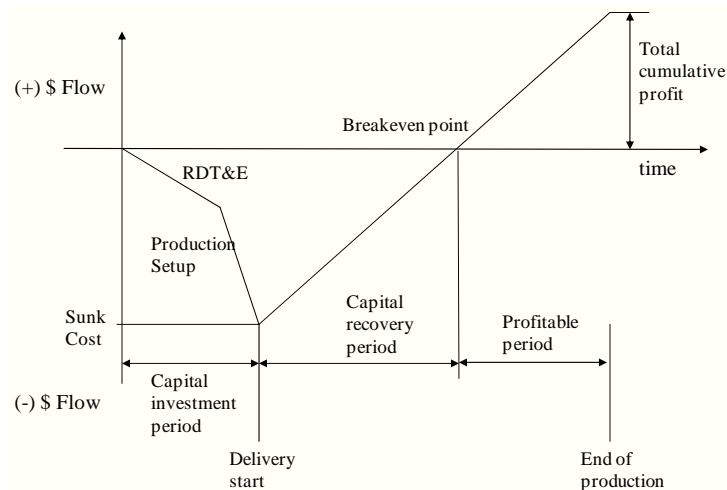 Total
cumulative
profit
(+) $ Flow
Breakeven point
time
RDT&E
Production
Setup
Sunk
Cost
Capital
recovery
period
Profitable
period
Capital
investment
period
(-) $ Flow
Delivery
start
End of
production